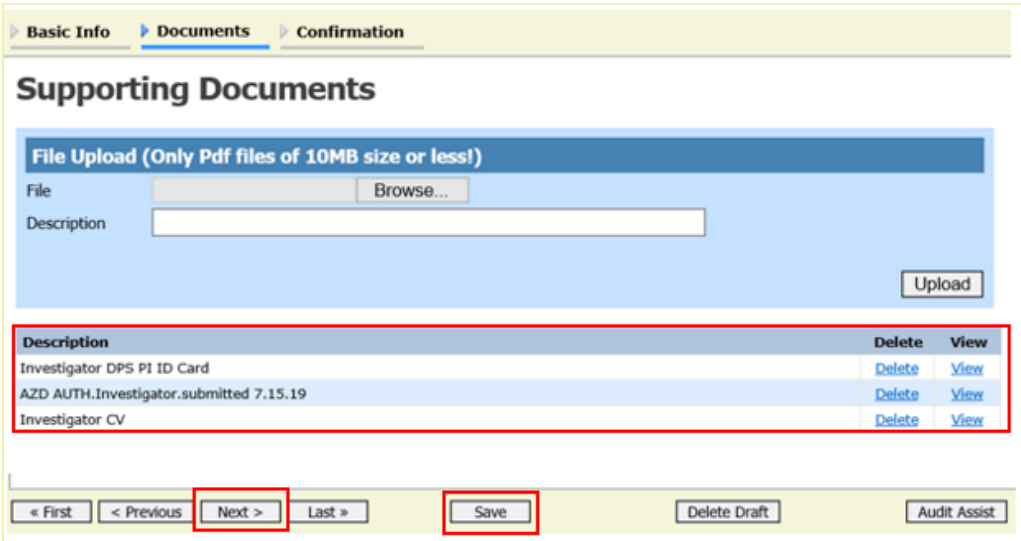 Basic Info Documents Confirmation
Supporting Documents
File Upload (Only Pdf files of 10MB size or less!)
File Browse...
Description
Upload
Description Delete View
Investigator DPS PI ID Card Delete View
AZD AUTH.Investigator.submitted 7.15.19 Delete View
Investigator CV Delete View
« First < Previous Next > Last » Save Delete Draft Audit Assist